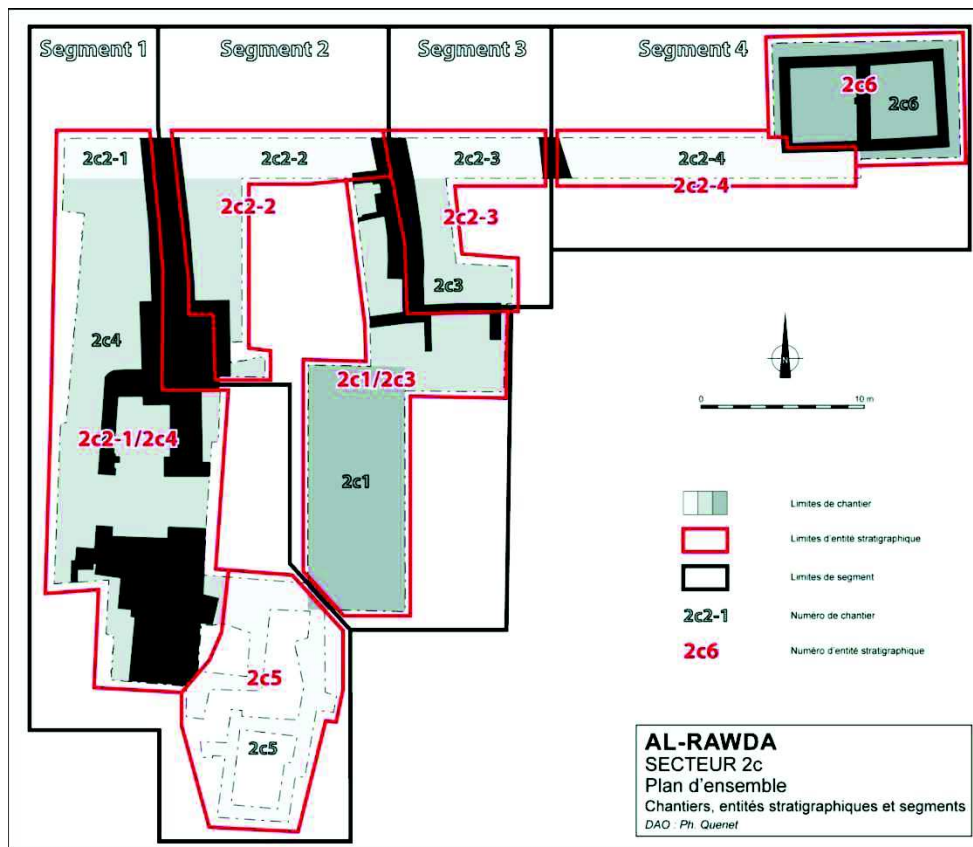 Segment 1
Segment 2
Segment 3
Segment 4
2c6
2c6
2c2-1
2c2-2
2c2-3
2c2-4
2c2-4
2c2-2
2c2-3
2c3
2c4
2c1/2c3
2c2-1/2c4
2c1
2c5
2c5
N
0 10 m
Limites de chantier
Limites d'entité stratigraphique
Limites de segment
2c2-1 Numéro de chantier
2c6 Numéro d'entité stratigraphique
AL-RAWDA
SECTEUR 2c
Plan d'ensemble
Chantiers, entités stratigraphiques et segments
DAO : Ph. Quenet